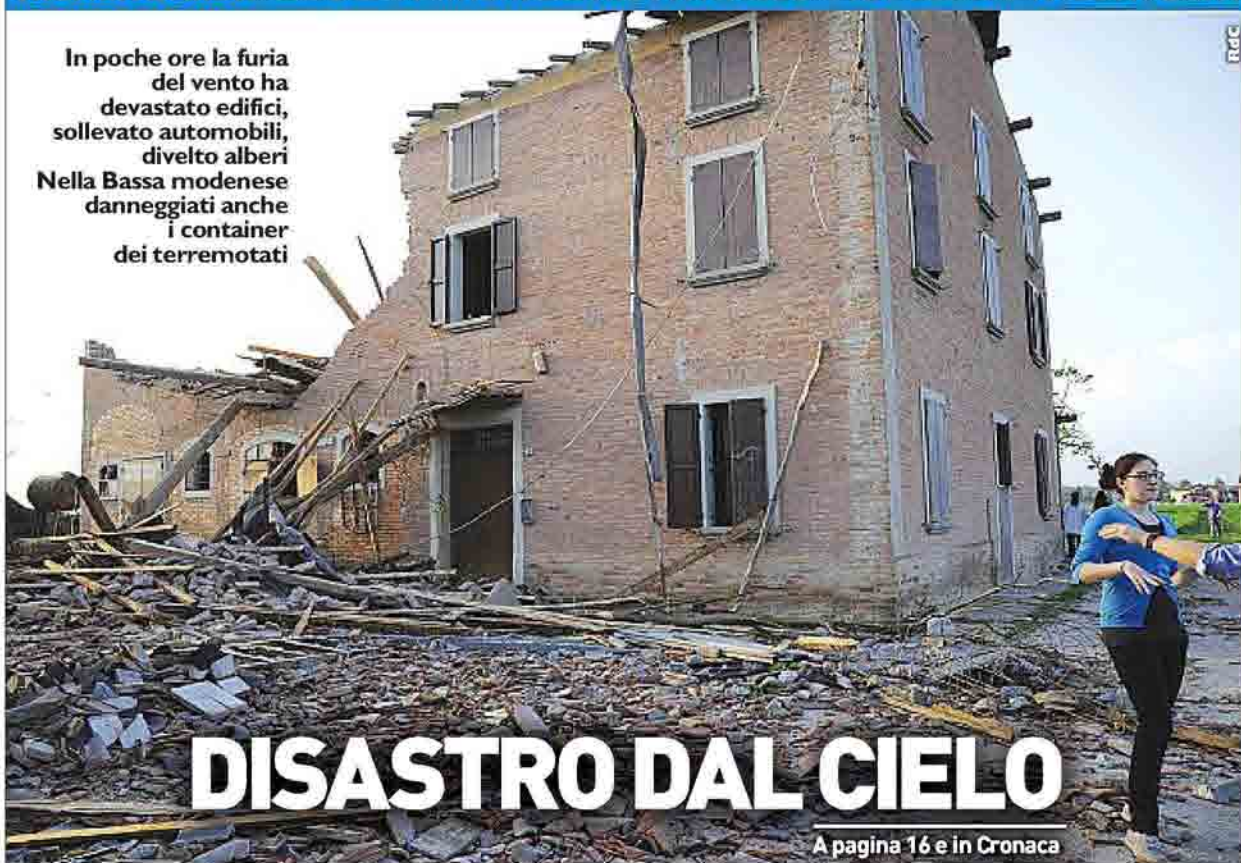 In poche ore la furia
del vento ha
devastato edifici,
sollevato automobili,
divelto alberi
Nella Bassa modenese
danneggiati anche
i container
dei terremotati
RdC
DISASTRO DAL CIELO
A pagina 16 e in Cronaca